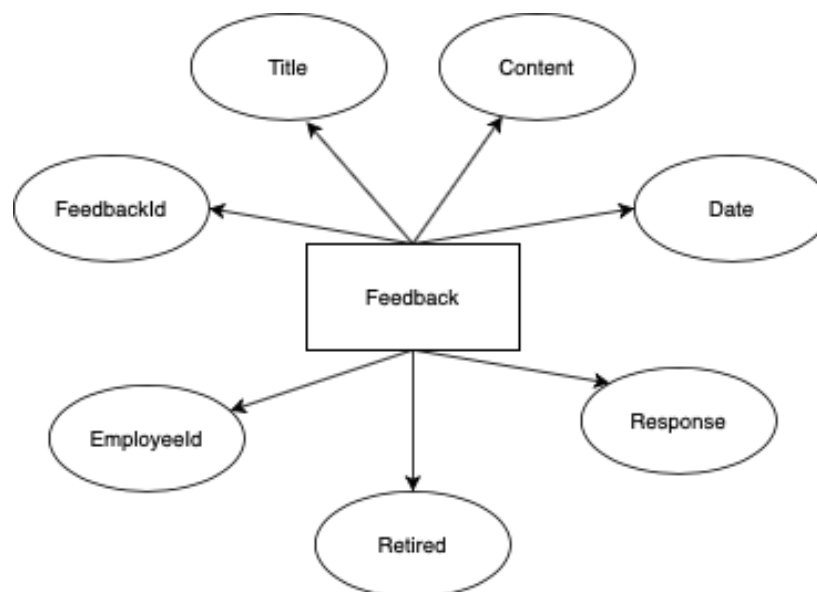 Title
Content
FeedbackId
Date
Feedback
EmployeeId
Response
Retired